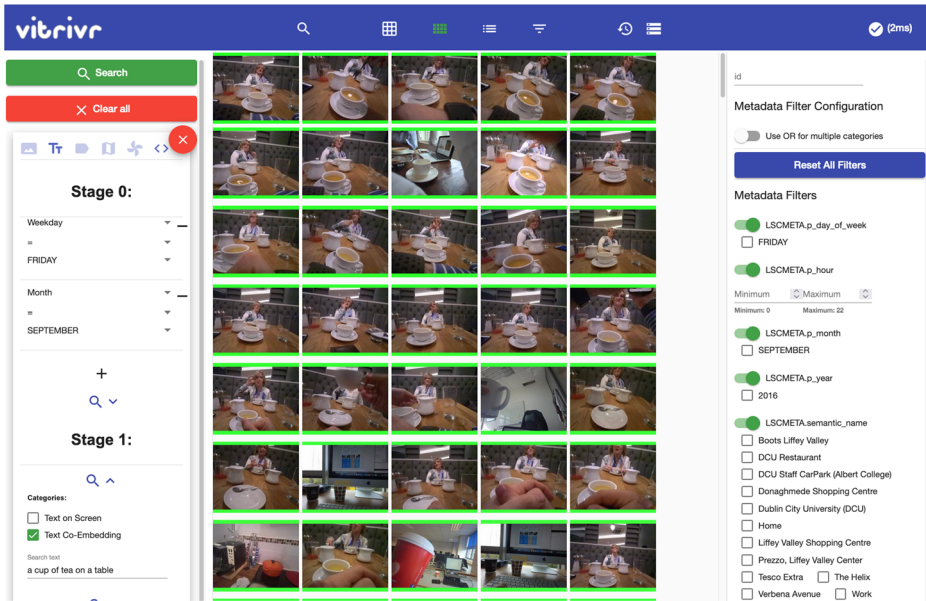 vitrivr
(2ms)
Search
Clear all
Stage 0:
Weekday
=
FRIDAY
Month
=
SEPTEMBER
+
Stage 1:
Categories:
Text on Screen
Text Co-Embedding
Search text
a cup of tea on a table
id
Metadata Filter Configuration
Use OR for multiple categories
Reset All Filters
Metadata Filters
LSCMETA.p_day_of_week
FRIDAY
LSCMETA.p_hour
Minimum Maximum
Minimum: 0 Maximum: 22
LSCMETA.p_month
SEPTEMBER
LSCMETA.p_year
2016
LSCMETA.semantic_name
Boots Liffey Valley
DCU Restaurant
DCU Staff CarPark (Albert College)
Donaghmede Shopping Centre
Dublin City University (DCU)
Home
Liffey Valley Shopping Centre
Prezzo, Liffey Valley Center
Tesco Extra The Helix
Verbena Avenue Work